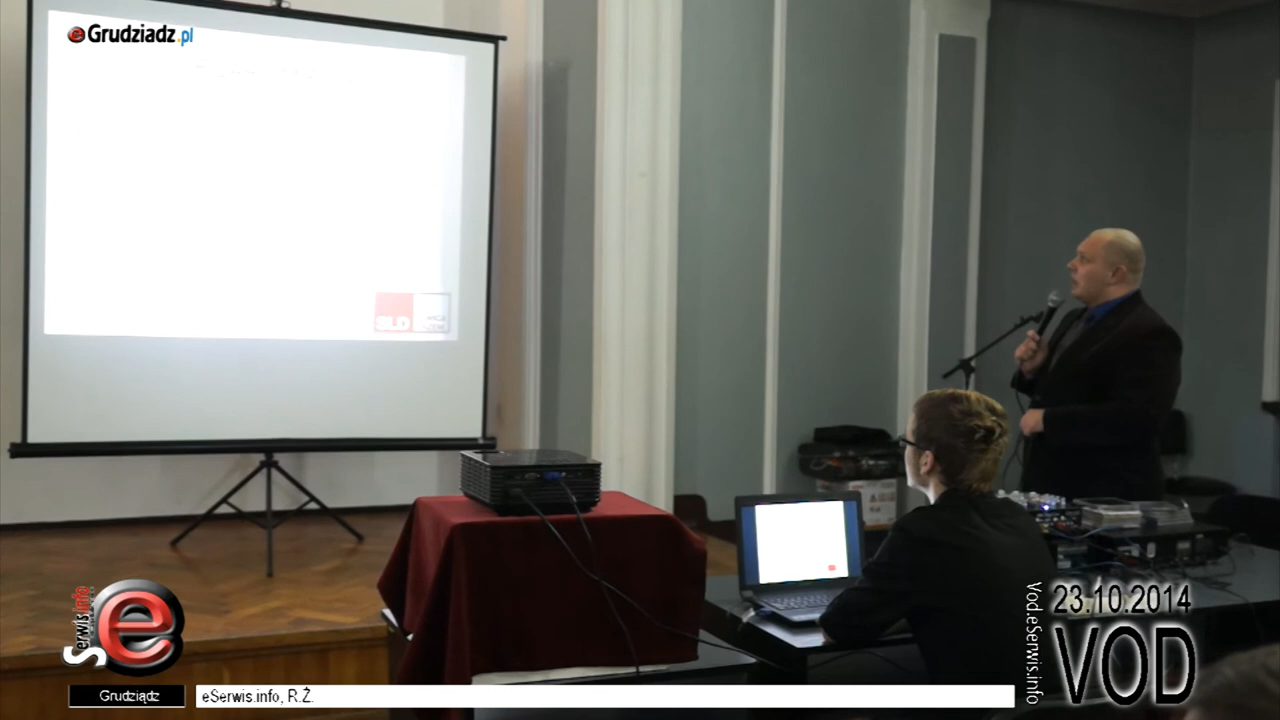 eGrudziadz.pl
SLD
Serwis.info
e
23.10.2014
VOD
Vod.eSerwis.info
Grudziądz
eSerwis.info, R.Ż.